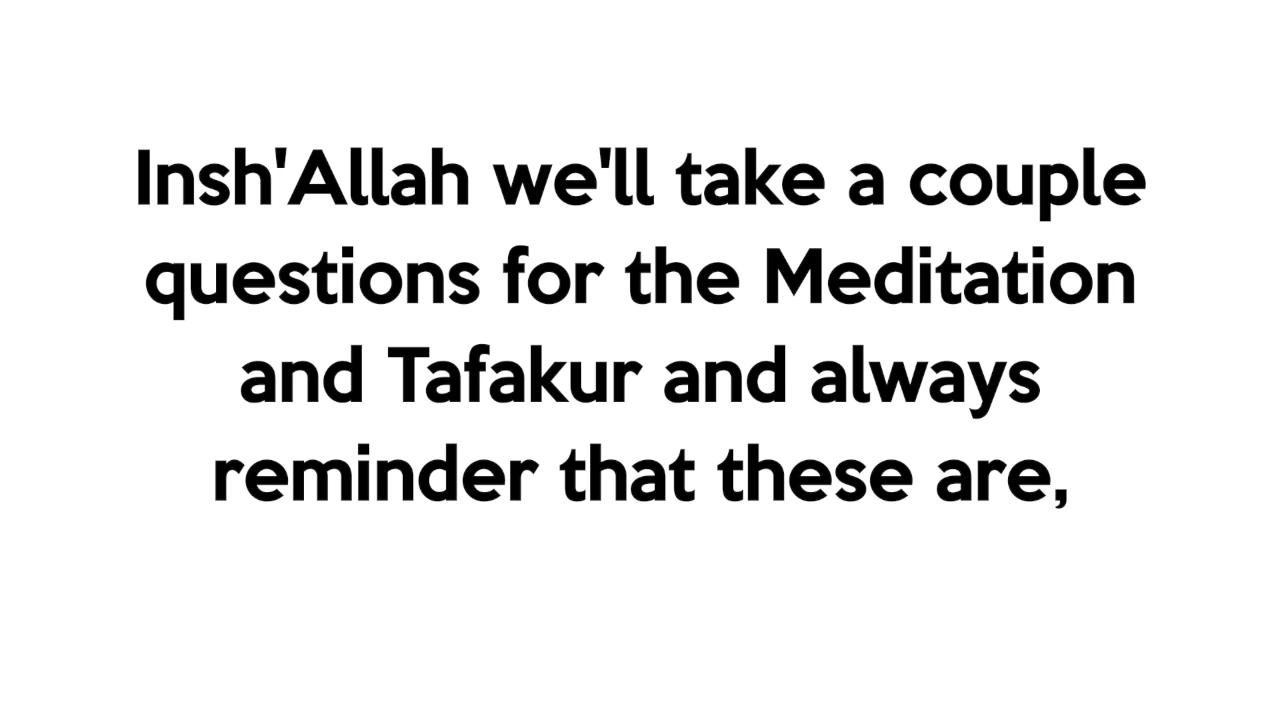 Insh'Allah we'll take a couple
questions for the Meditation
and Tafakur and always
reminder that these are,